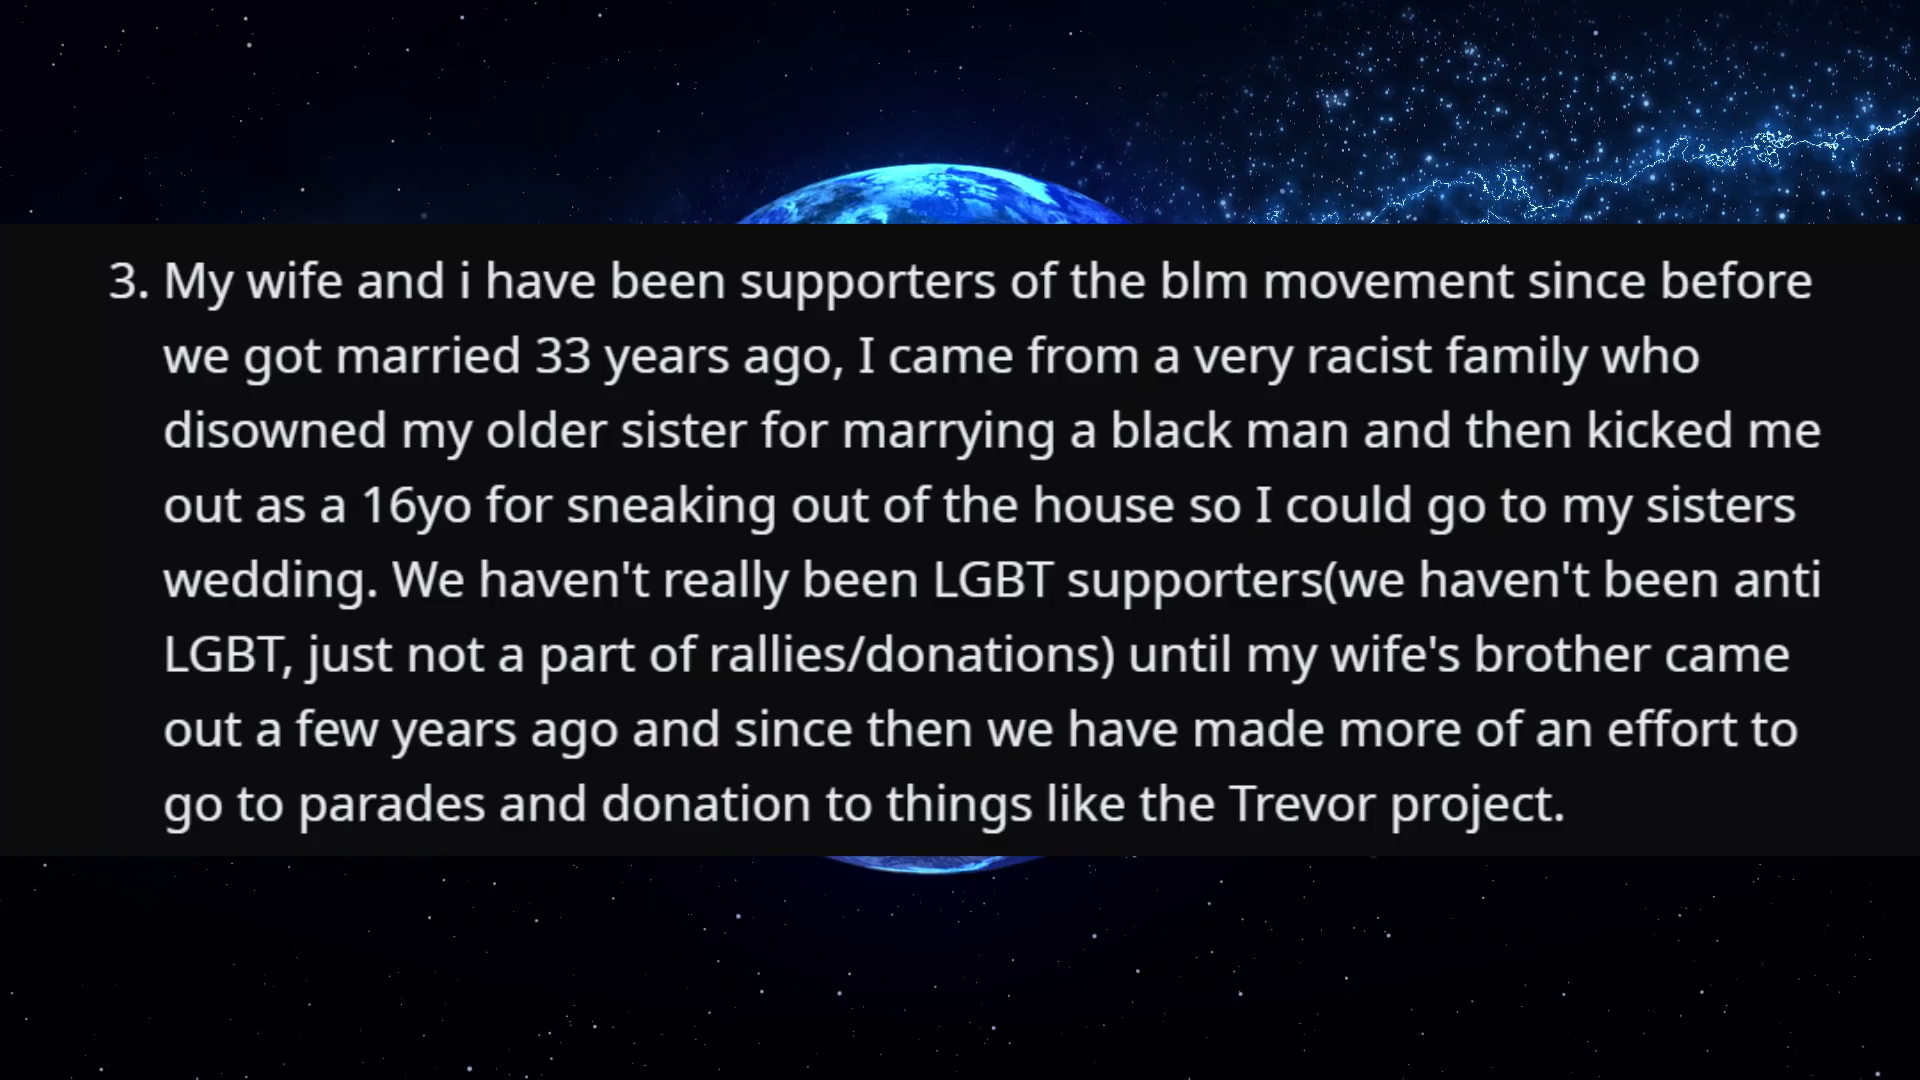 3. My wife and i have been supporters of the blm movement since before
we got married 33 years ago, I came from a very racist family who
disowned my older sister for marrying a black man and then kicked me
out as a 16yo for sneaking out of the house so I could go to my sisters
wedding. We haven't really been LGBT supporters(we haven't been anti
LGBT, just not a part of rallies/donations) until my wife's brother came
out a few years ago and since then we have made more of an effort to
go to parades and donation to things like the Trevor project.